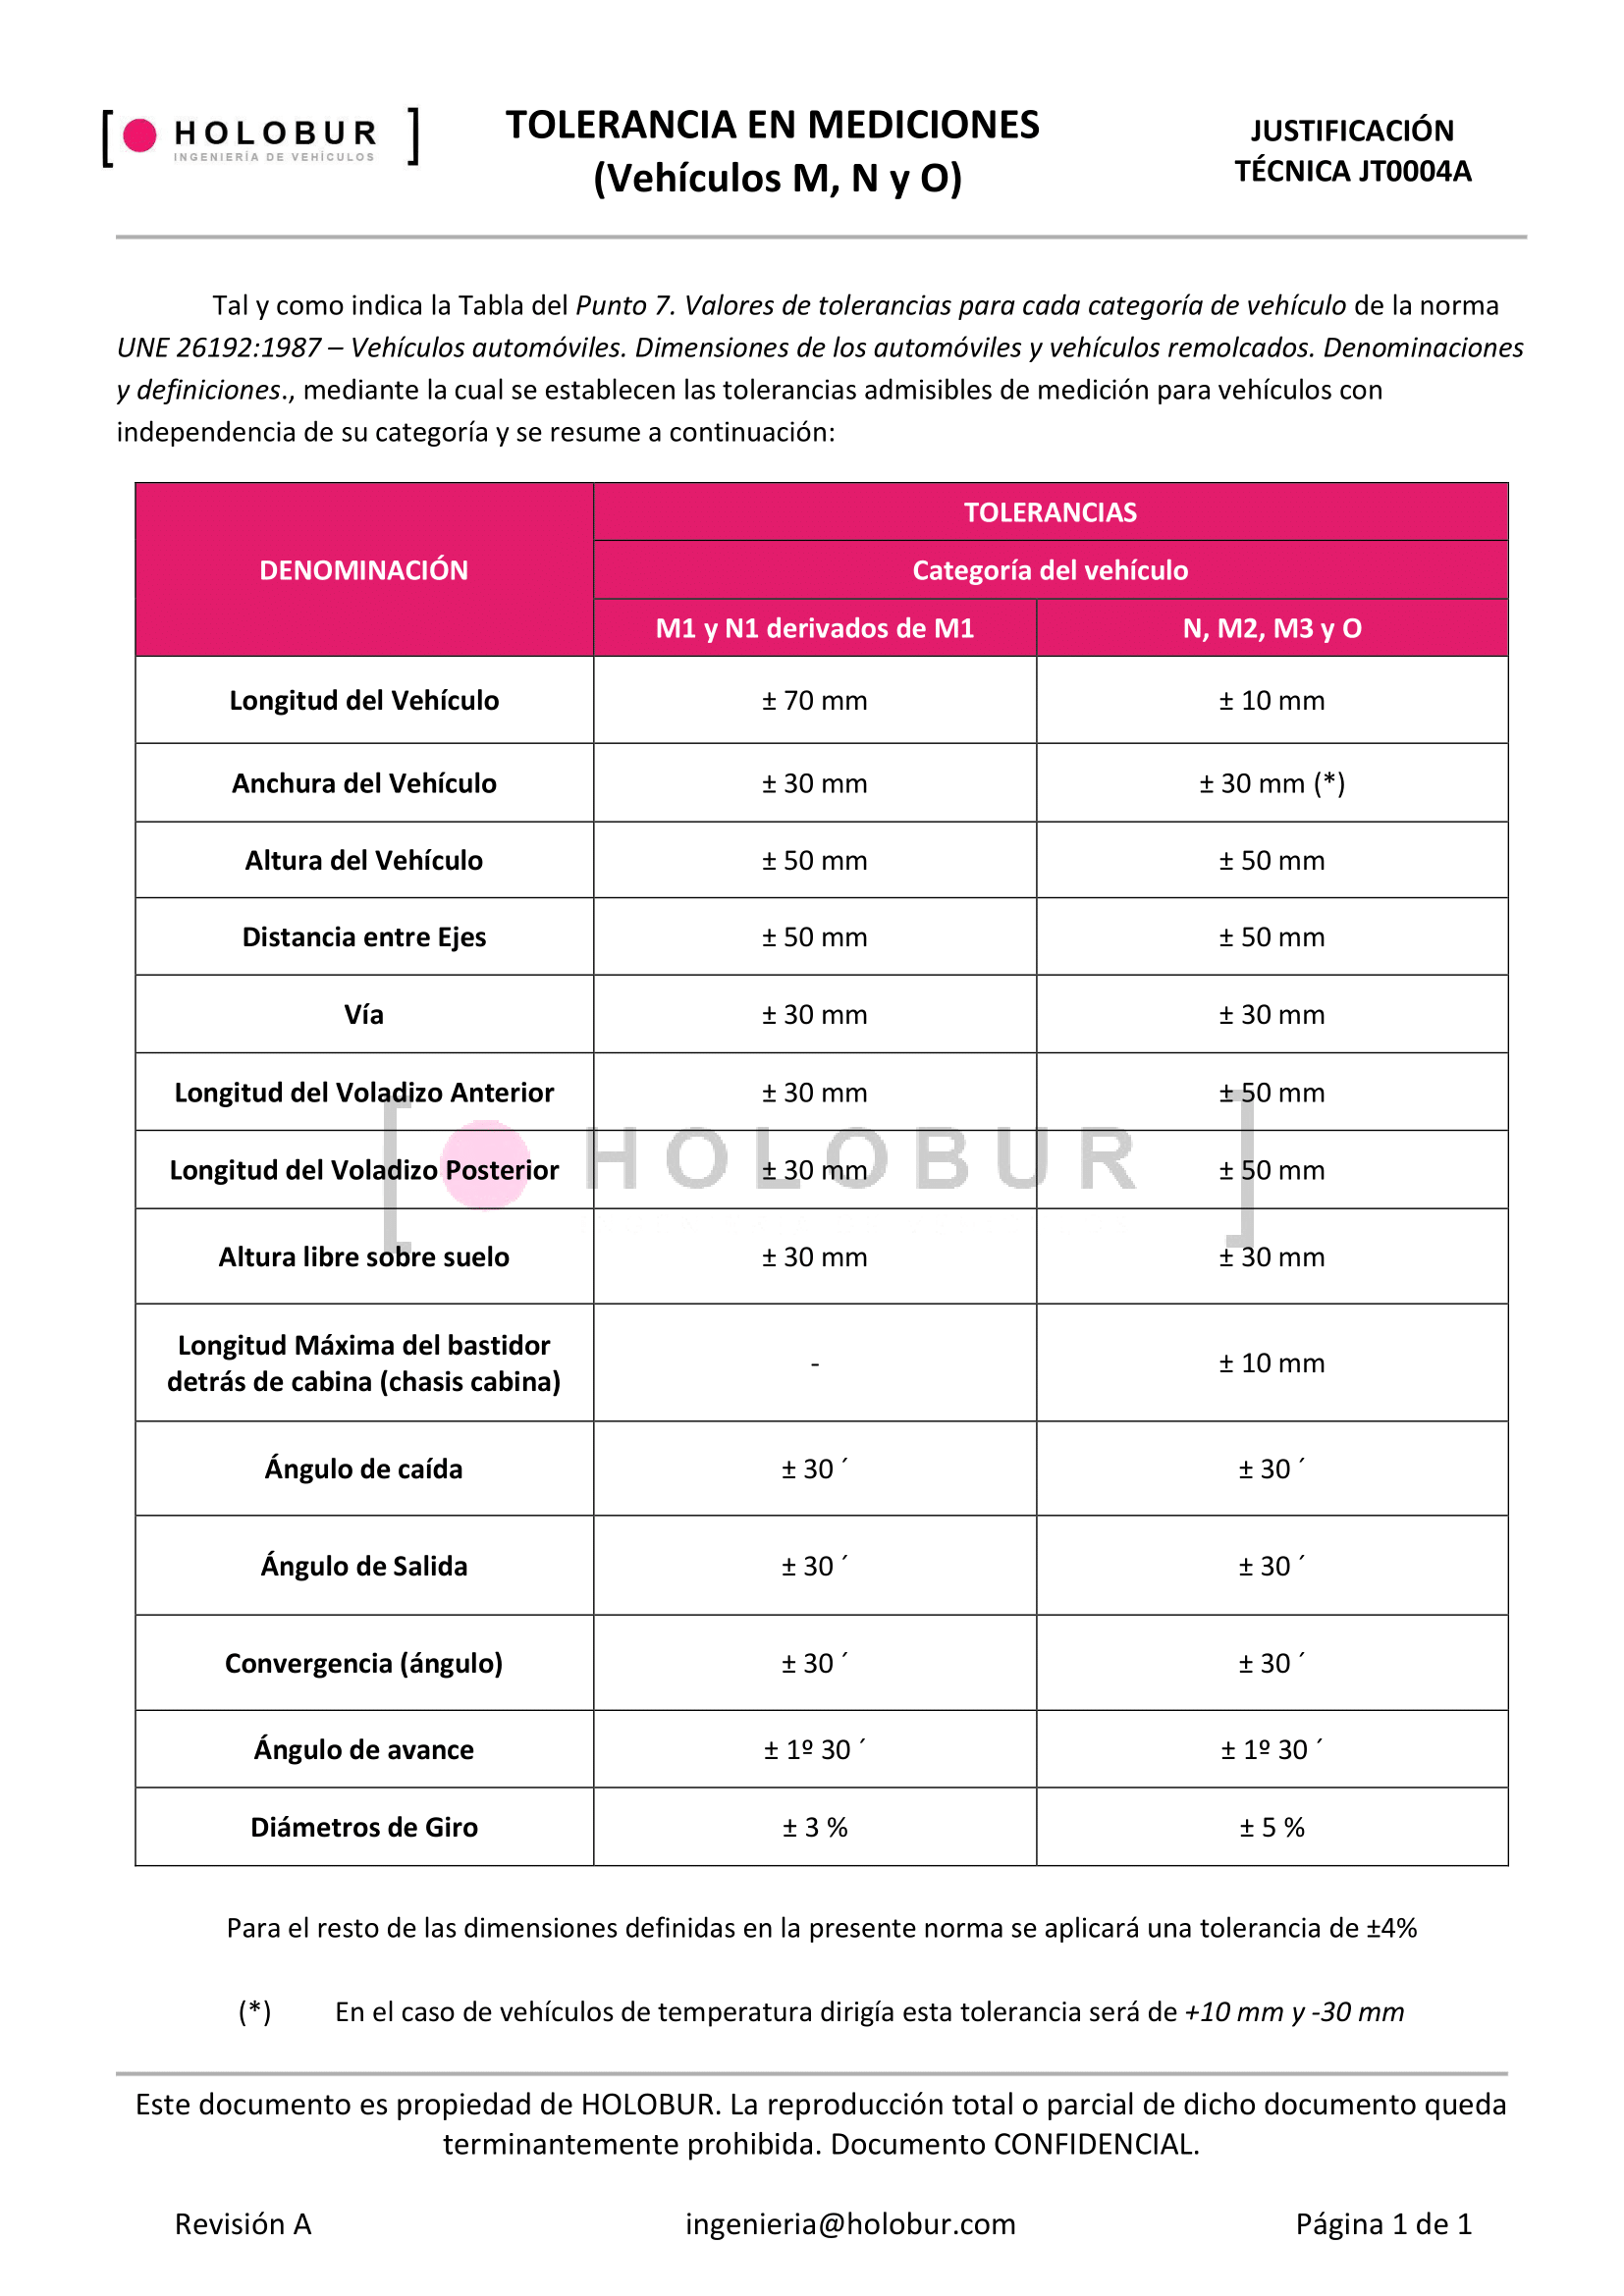 [ HOLOBUR ]
INGENIERÍA DE VEHÍCULOS
TOLERANCIA EN MEDICIONES
(Vehículos M, N y O)
JUSTIFICACIÓN
TÉCNICA JT0004A
Tal y como indica la Tabla del Punto 7. Valores de tolerancias para cada categoría de vehículo de la norma
UNE 26192:1987 – Vehículos automóviles. Dimensiones de los automóviles y vehículos remolcados. Denominaciones
y definiciones., mediante la cual se establecen las tolerancias admisibles de medición para vehículos con
independencia de su categoría y se resume a continuación:
DENOMINACIÓN
TOLERANCIAS
Categoría del vehículo
M1 y N1 derivados de M1 N, M2, M3 y O
Longitud del Vehículo ± 70 mm ± 10 mm
Anchura del Vehículo ± 30 mm ± 30 mm (*)
Altura del Vehículo ± 50 mm ± 50 mm
Distancia entre Ejes ± 50 mm ± 50 mm
Vía ± 30 mm ± 30 mm
Longitud del Voladizo Anterior ± 30 mm ± 50 mm
[ HOLOBUR ]
Longitud del Voladizo Posterior ± 30 mm ± 50 mm
Altura libre sobre suelo ± 30 mm ± 30 mm
Longitud Máxima del bastidor
detrás de cabina (chasis cabina) - ± 10 mm
Ángulo de caída ± 30 ´ ± 30 ´
Ángulo de Salida ± 30 ´ ± 30 ´
Convergencia (ángulo) ± 30 ´ ± 30 ´
Ángulo de avance ± 1º 30 ´ ± 1º 30 ´
Diámetros de Giro ± 3 % ± 5 %
Para el resto de las dimensiones definidas en la presente norma se aplicará una tolerancia de ±4%
(*) En el caso de vehículos de temperatura dirigía esta tolerancia será de +10 mm y -30 mm
Este documento es propiedad de HOLOBUR. La reproducción total o parcial de dicho documento queda
terminantemente prohibida. Documento CONFIDENCIAL.
Revisión A ingenieria@holobur.com Página 1 de 1